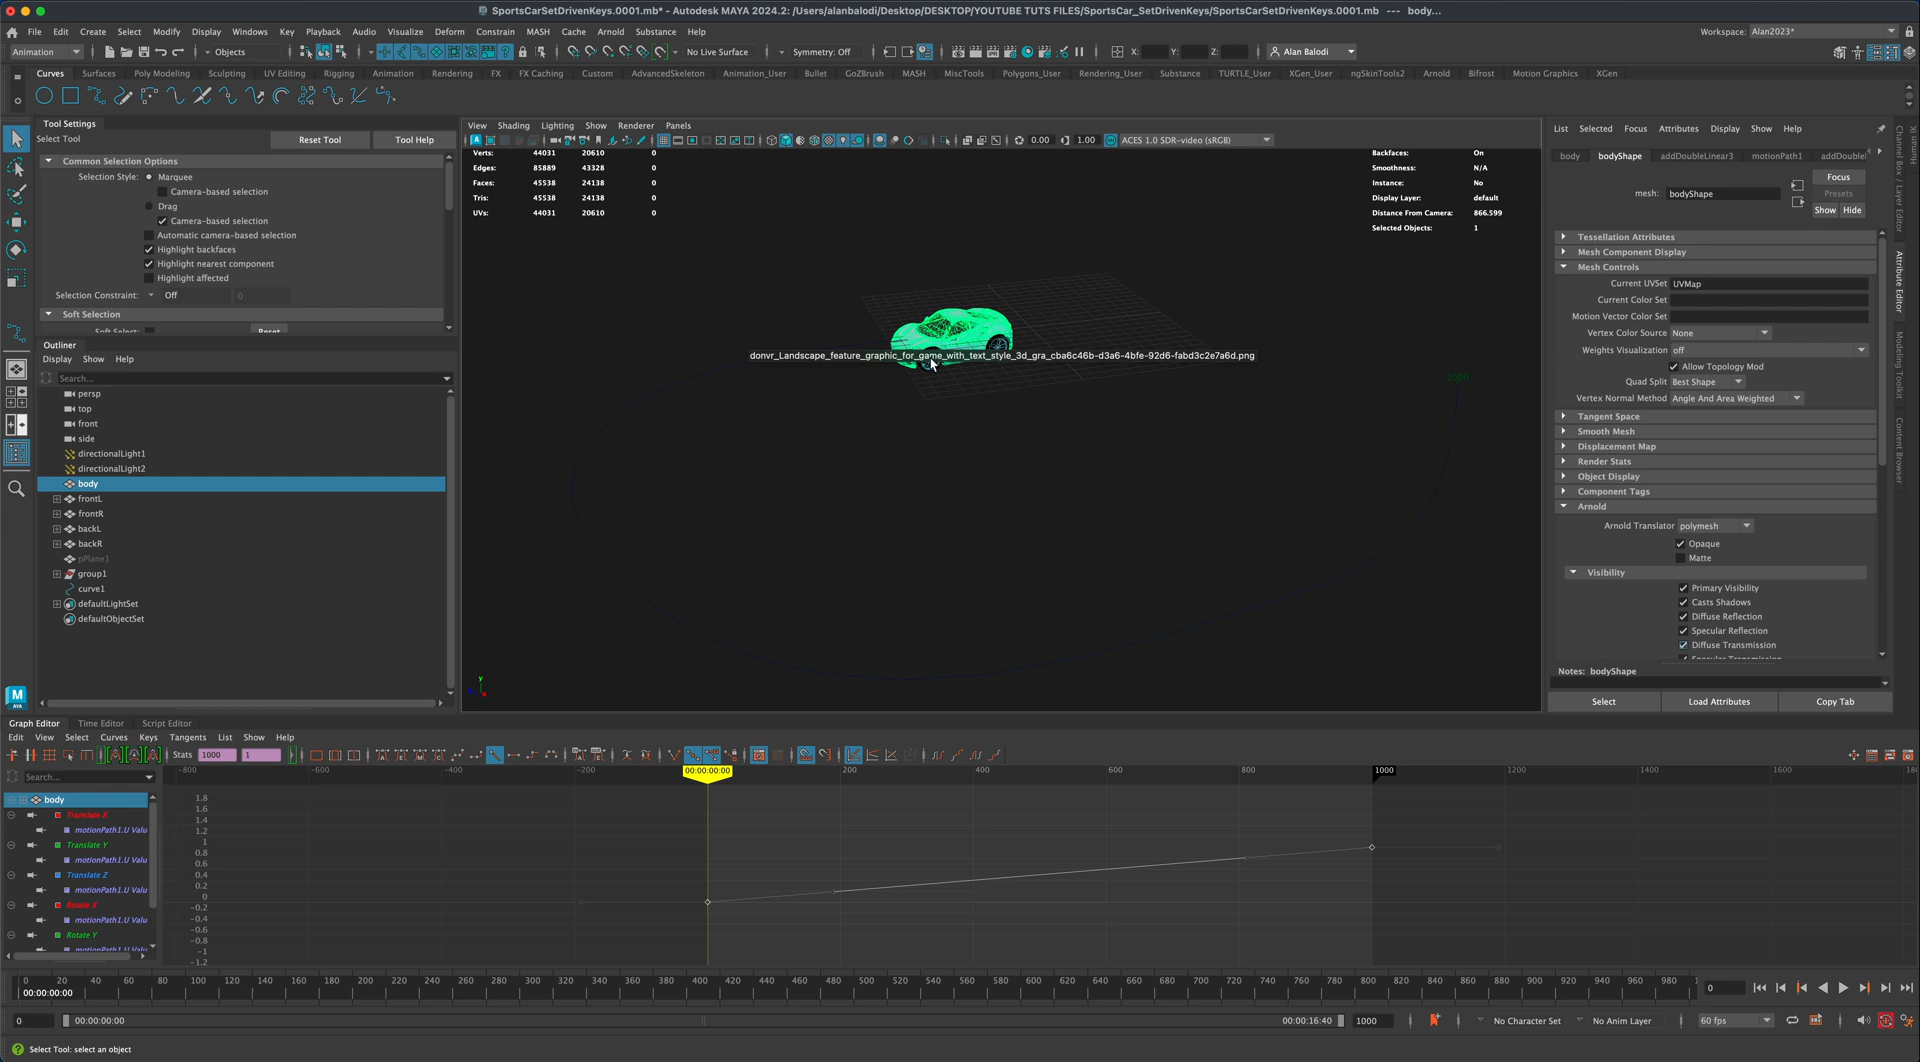 SportsCarSetDrivenKeys.0001.mb* - Autodesk MAYA 2024.2: /Users/alanbalodi/Desktop/DESKTOP/YOUTUBE TUTS FILES/SportsCar_SetDrivenKeys/SportsCarSetDrivenKeys.0001.mb --- body...
File Edit Create Select Modify Display Windows Key Playback Audio Visualize Deform Constrain MASH Cache Arnold Substance Help
Workspace: Alan2023*
Animation Objects No Live Surface Symmetry: Off X: Y: Z: Alan Balodi
Curves Surfaces Poly Modeling Sculpting UV Editing Rigging Animation Rendering FX FX Caching Custom AdvancedSkeleton Animation_User Bullet GoZBrush MASH MiscTools Polygons_User Rendering_User Substance TURTLE_User XGen_User ngSkinTools2 Arnold Bifrost Motion Graphics XGen
Tool Settings
Select Tool Reset Tool Tool Help
Common Selection Options
Selection Style: Marquee
Camera-based selection
Drag
Camera-based selection
Automatic camera-based selection
Highlight backfaces
Highlight nearest component
Highlight affected
Selection Constraint: Off 0
Soft Selection
Soft Select: Reset
Outliner
Display Show Help
Search...
persp
top
front
side
directionalLight1
directionalLight2
body
frontL
frontR
backL
backR
pPlane1
group1
curve1
defaultLightSet
defaultObjectSet
View Shading Lighting Show Renderer Panels
0.00 1.00 ACES 1.0 SDR-video (sRGB)
Verts: 44031 20610 0
Edges: 85889 43328 0
Faces: 45538 24138 0
Tris: 45538 24138 0
UVs: 44031 20610 0
Backfaces: On
Smoothness: N/A
Instance: No
Display Layer: default
Distance From Camera: 866.599
Selected Objects: 1
donvr_Landscape_feature_graphic_for_game_with_text_style_3d_gra_cba6c46b-d3a6-4bfe-92d6-fabd3c2e7a6d.png
1000
y
List Selected Focus Attributes Display Show Help
body bodyShape addDoubleLinear3 motionPath1 addDoubleL
mesh: bodyShape
Focus
Presets
Show Hide
Tessellation Attributes
Mesh Component Display
Mesh Controls
Current UVSet UVMap
Current Color Set
Motion Vector Color Set
Vertex Color Source None
Weights Visualization off
Allow Topology Mod
Quad Split Best Shape
Vertex Normal Method Angle And Area Weighted
Tangent Space
Smooth Mesh
Displacement Map
Render Stats
Object Display
Component Tags
Arnold
Arnold Translator polymesh
Opaque
Matte
Visibility
Primary Visibility
Casts Shadows
Diffuse Reflection
Specular Reflection
Diffuse Transmission
Specular Transmission
Notes: bodyShape
Select Load Attributes Copy Tab
Channel Box / Layer Editor
Attribute Editor
Modeling Toolkit
Content Browser
Graph Editor Time Editor Script Editor
Edit View Select Curves Keys Tangents List Show Help
Stats 1000 1
Search...
-800 -600 -400 -200 00:00:00:00 200 400 600 800 1000 1200 1400 1600
body
Translate X
motionPath1.U Valu
Translate Y
motionPath1.U Valu
Translate Z
motionPath1.U Valu
Rotate X
motionPath1.U Valu
Rotate Y
motionPath1.U Valu
1.8
1.6
1.4
1.2
1
0.8
0.6
0.4
0.2
0
-0.2
-0.4
-0.6
-0.8
-1
-1.2
0 20 40 60 80 100 120 140 160 180 200 220 240 260 280 300 320 340 360 380 400 420 440 460 480 500 520 540 560 580 600 620 640 660 680 700 720 740 760 780 800 820 840 860 880 900 920 940 960 980 0
00:00:00:00
0 00:00:00:00 00:00:16:40 1000 No Character Set No Anim Layer 60 fps
Select Tool: select an object